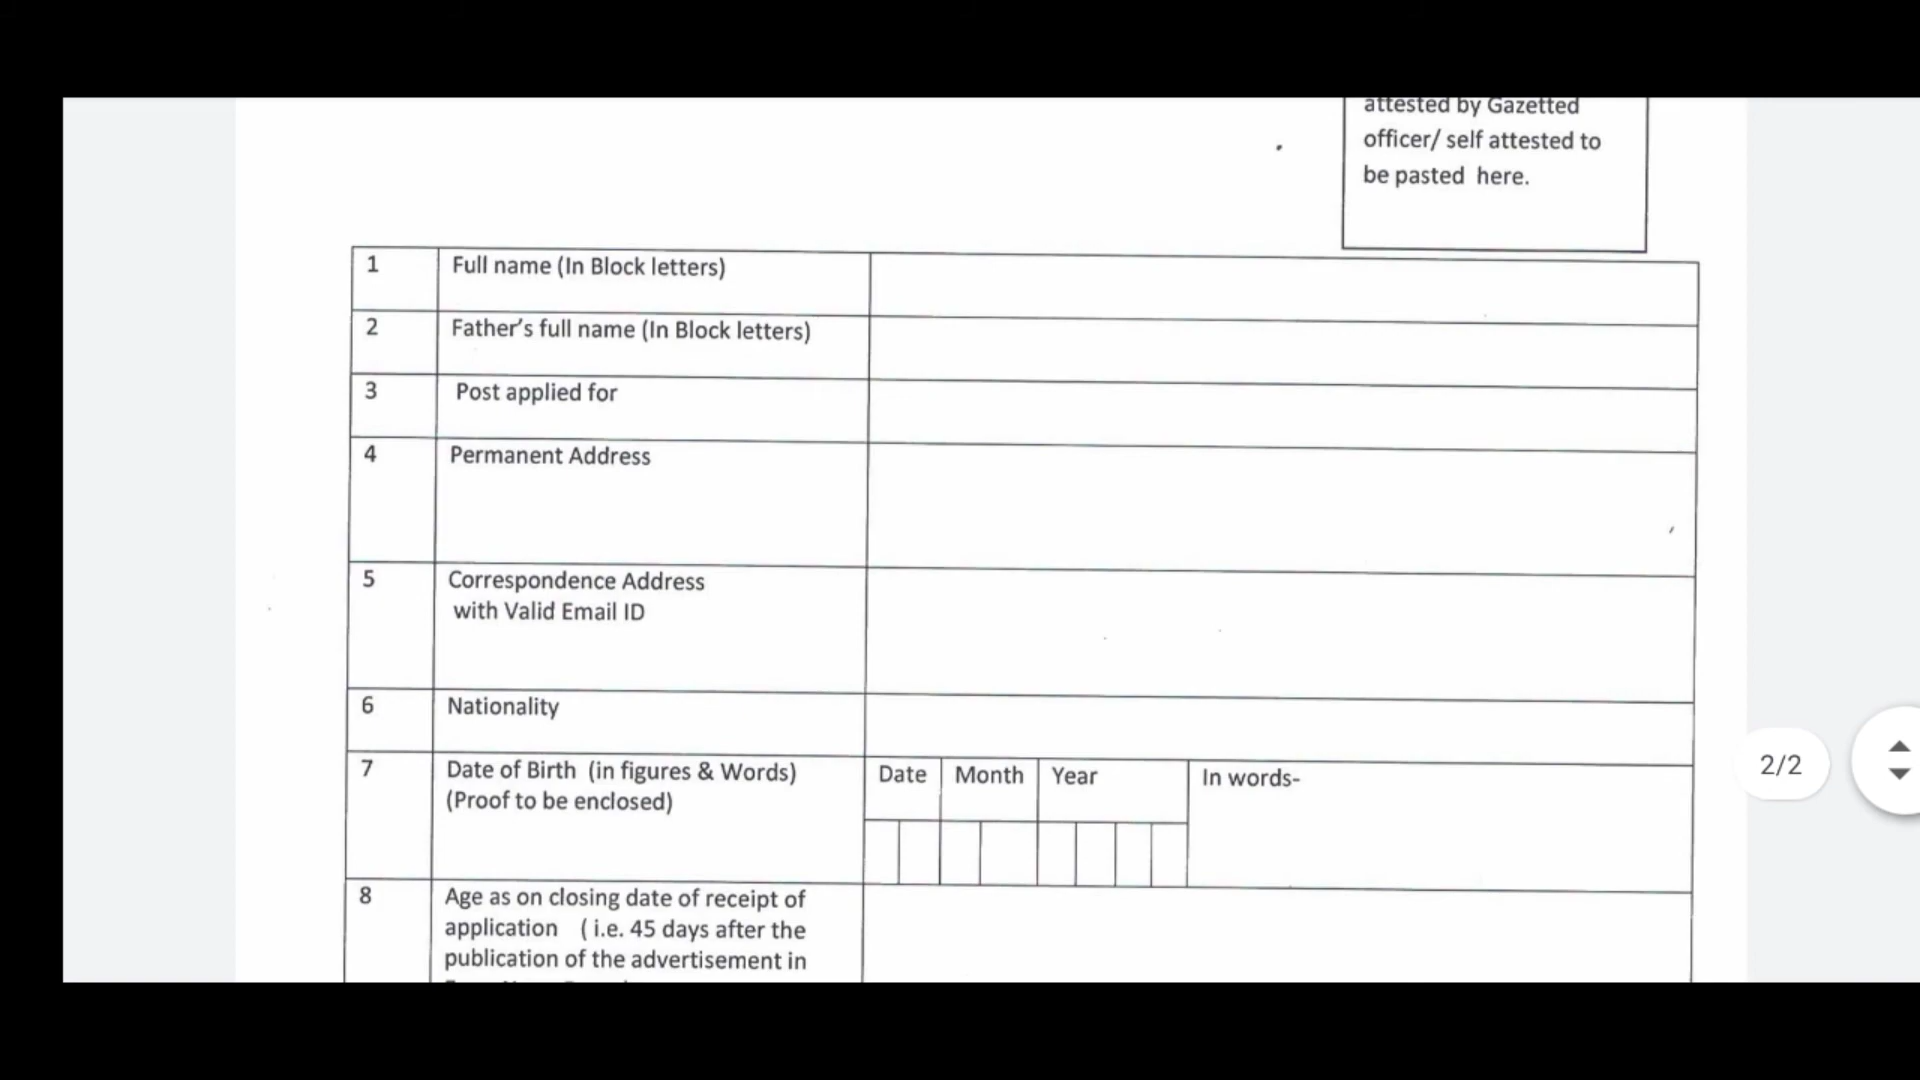 attested by Gazetted
officer/ self attested to
be pasted here.
1 Full name (In Block letters)
2 Father's full name (In Block letters)
3 Post applied for
4 Permanent Address
5 Correspondence Address
with Valid Email ID
6 Nationality
7 Date of Birth (in figures & Words) Date Month Year In words-
(Proof to be enclosed)
2/2
8 Age as on closing date of receipt of
application ( i.e. 45 days after the
publication of the advertisement in